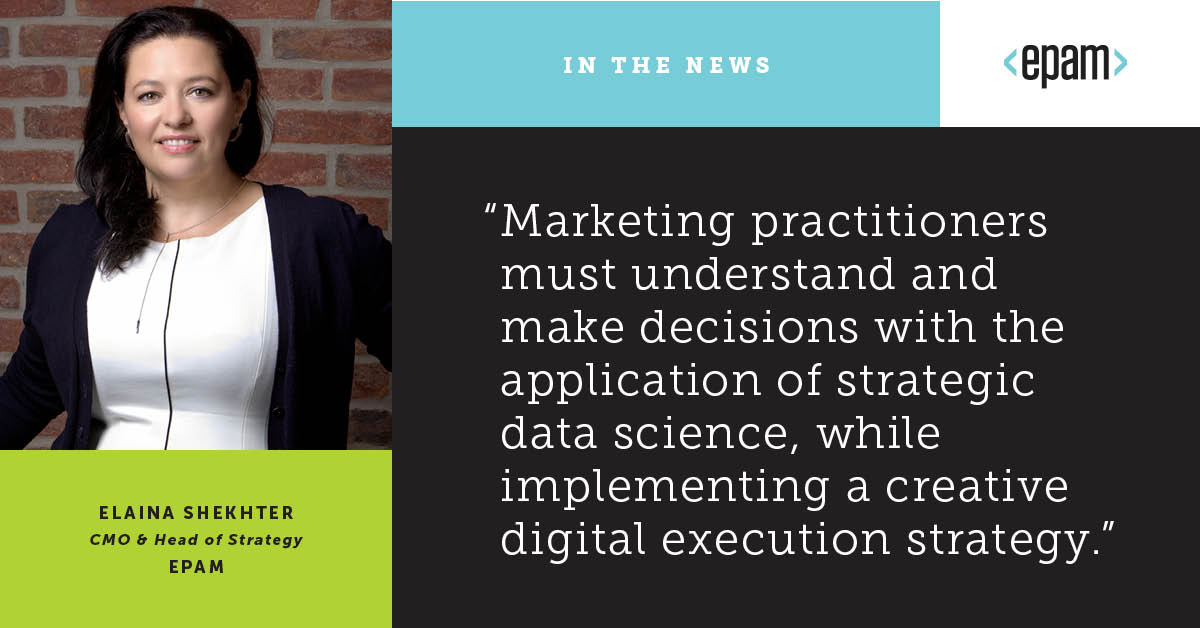 IN THE NEWS
<epam>
“Marketing practitioners
must understand and
make decisions with the
application of strategic
data science, while
implementing a creative
digital execution strategy.”
ELAINA SHEKHTER
CMO & Head of Strategy
EPAM